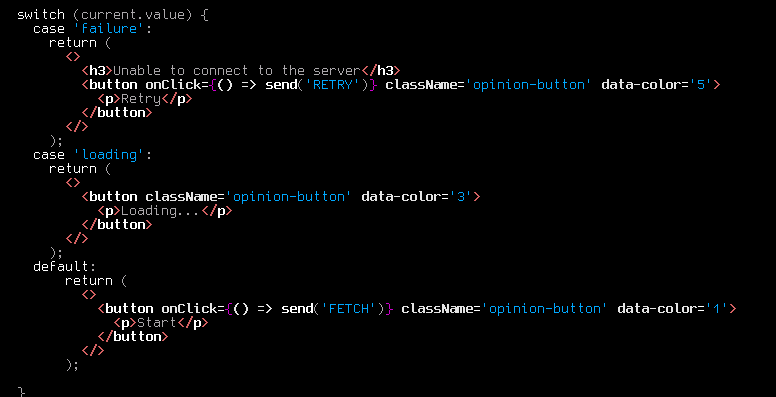 switch (current.value) {
case 'failure':
return (
<>
<h3>Unable to connect to the server</h3>
<button onClick={() => send('RETRY')} className='opinion-button' data-color='5'>
<p>Retry</p>
</button>
</>
);
case 'loading':
return (
<>
<button className='opinion-button' data-color='3'>
<p>Loading...</p>
</button>
</>
);
default:
return (
<>
<button onClick={() => send('FETCH')} className='opinion-button' data-color='1'>
<p>Start</p>
</button>
</>
);
}